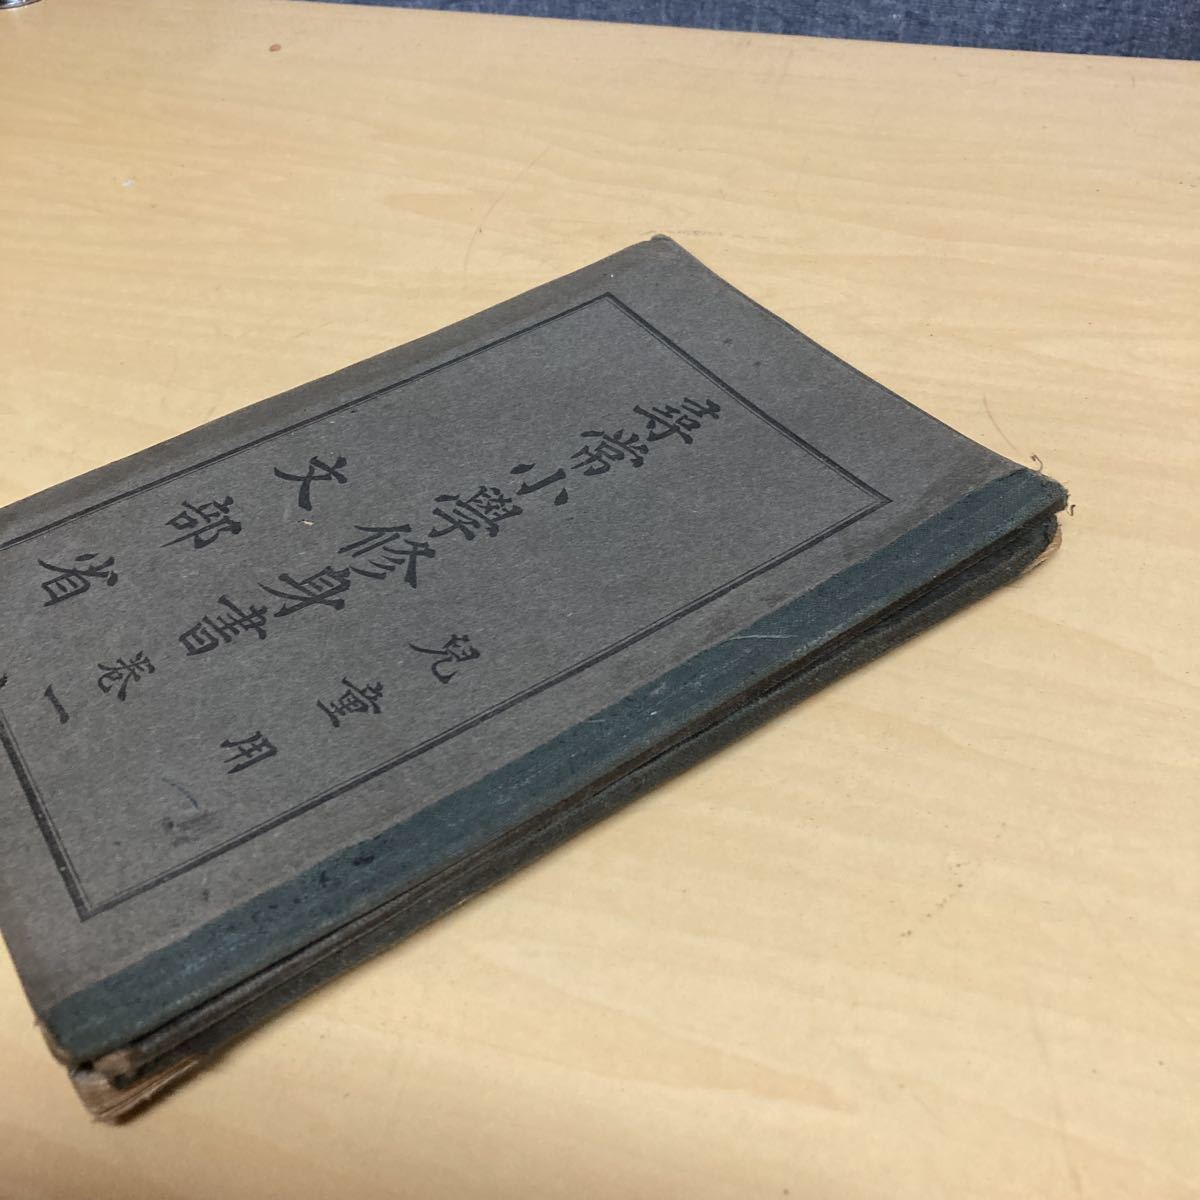 兒童用
尋常小學修身書 卷一
文部省